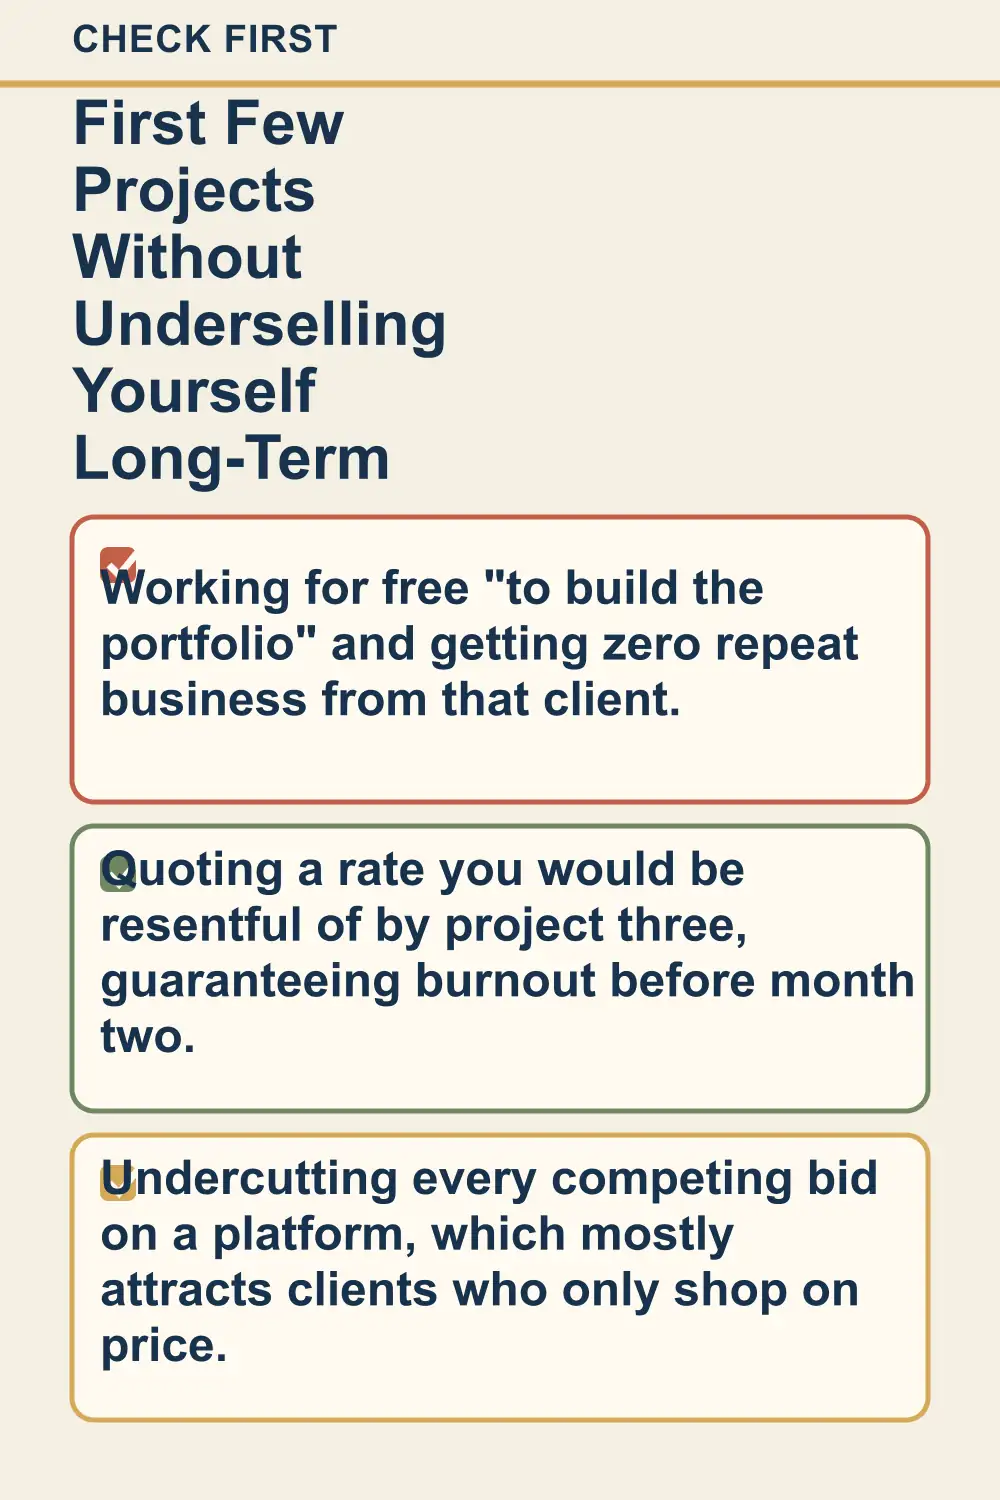 CHECK FIRST
First Few
Projects
Without
Underselling
Yourself
Long-Term
Working for free "to build the
portfolio" and getting zero repeat
business from that client.
Quoting a rate you would be
resentful of by project three,
guaranteeing burnout before month
two.
Undercutting every competing bid
on a platform, which mostly
attracts clients who only shop on
price.